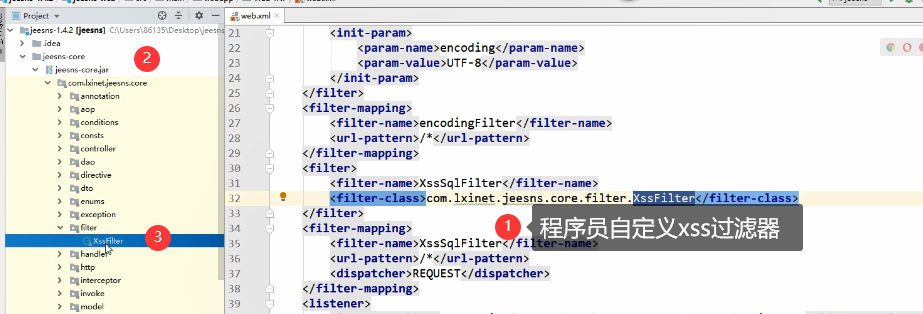 Project
jeesns-1.4.2 [jeesns] C:\Users\86135\Desktop\jeesns
.idea
jeesns-core
2
jeesns-core.jar
com.lxinet.jeesns.core
annotation
aop
conditions
consts
controller
dao
directive
dto
enums
exception
filter
XssFilter
3
handler
http
interceptor
invoke
model
web.xml
21 <init-param>
22 <param-name>encoding</param-name>
23 <param-value>UTF-8</param-value>
24 </init-param>
25 </filter>
26 <filter-mapping>
27 <filter-name>encodingFilter</filter-name>
28 <url-pattern>/*</url-pattern>
29 </filter-mapping>
30 <filter>
31 <filter-name>XssSqlFilter</filter-name>
32 <filter-class>com.lxinet.jeesns.core.filter.XssFilter</filter-class>
33 </filter>
1 程序员自定义xss过滤器
34 <filter-mapping>
35 <filter-name>XssSqlFilter</filter-name>
36 <url-pattern>/*</url-pattern>
37 <dispatcher>REQUEST</dispatcher>
38 </filter-mapping>
39 <listener>